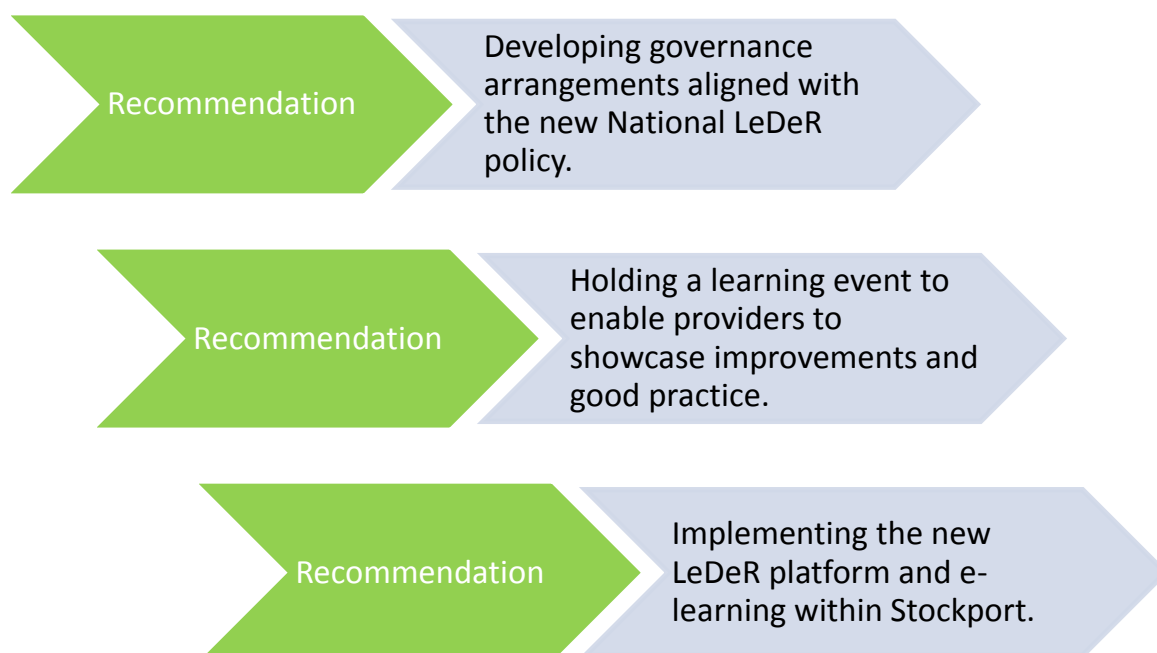 Recommendation
Developing governance
arrangements aligned with
the new National LeDeR
policy.
Recommendation
Holding a learning event to
enable providers to
showcase improvements and
good practice.
Recommendation
Implementing the new
LeDeR platform and e-
learning within Stockport.